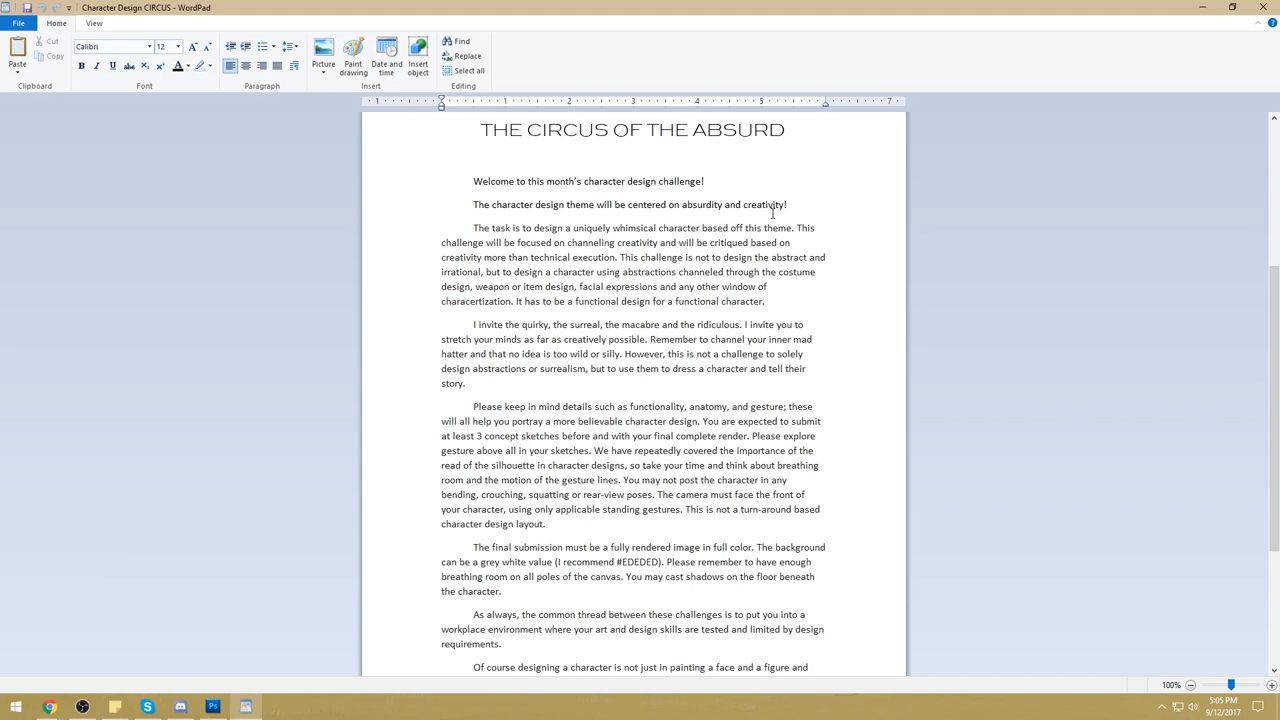 Character Design CIRCUS - WordPad
File
Home
View
Paste
Cut
Copy
Clipboard
Calibri
12
Font
Paragraph
Picture
Paint drawing
Date and time
Insert object
Insert
Find
Replace
Select all
Editing
1 1 2 3 4 5 7
THE CIRCUS OF THE ABSURD
Welcome to this month's character design challenge!
The character design theme will be centered on absurdity and creativity!
The task is to design a uniquely whimsical character based off this theme. This
challenge will be focused on channeling creativity and will be critiqued based on
creativity more than technical execution. This challenge is not to design the abstract and
irrational, but to design a character using abstractions channeled through the costume
design, weapon or item design, facial expressions and any other window of
characertization. It has to be a functional design for a functional character.
I invite the quirky, the surreal, the macabre and the ridiculous. I invite you to
stretch your minds as far as creatively possible. Remember to channel your inner mad
hatter and that no idea is too wild or silly. However, this is not a challenge to solely
design abstractions or surrealism, but to use them to dress a character and tell their
story.
Please keep in mind details such as functionality, anatomy, and gesture; these
will all help you portray a more believable character design. You are expected to submit
at least 3 concept sketches before and with your final complete render. Please explore
gesture above all in your sketches. We have repeatedly covered the importance of the
read of the silhouette in character designs, so take your time and think about breathing
room and the motion of the gesture lines. You may not post the character in any
bending, crouching, squatting or rear-view poses. The camera must face the front of
your character, using only applicable standing gestures. This is not a turn-around based
character design layout.
The final submission must be a fully rendered image in full color. The background
can be a grey white value (I recommend #EDEDED). Please remember to have enough
breathing room on all poles of the canvas. You may cast shadows on the floor beneath
the character.
As always, the common thread between these challenges is to put you into a
workplace environment where your art and design skills are tested and limited by design
requirements.
Of course designing a character is not just in painting a face and a figure and
100%
5:05 PM
9/12/2017